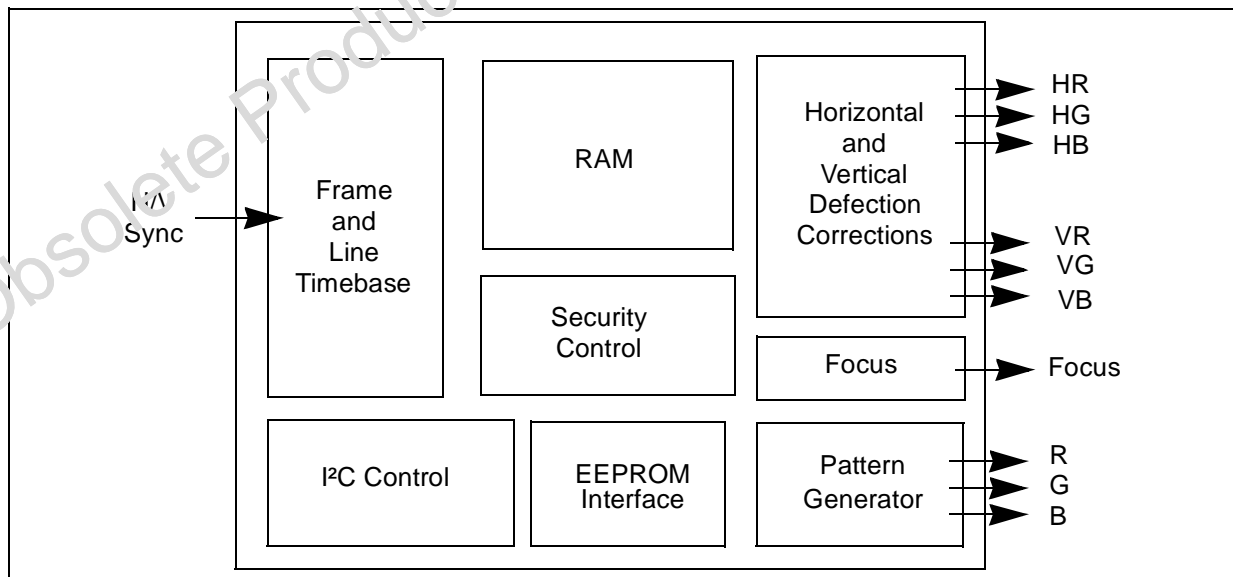 Obsolete Produc
Sync
Frame
and
Line
Timebase
RAM
Security
Control
Horizontal
and
Vertical
Defection
Corrections
HR
HG
HB
VR
VG
VB
Focus
Focus
I²C Control
EEPROM
Interface
Pattern
Generator
R
G
B